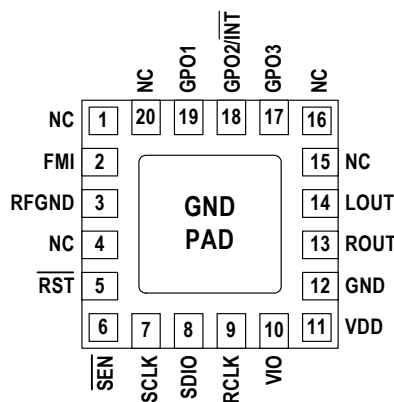 NC
GPO1
GPO2/INT
GPO3
NC
NC 1 20 19 18 17 16
FMI 2 15 NC
RFGND 3 14 LOUT
NC 4 13 ROUT
RST 5 12 GND
6 7 8 9 10 11 VDD
GND
PAD
SEN
SCLK
SDIO
RCLK
VIO